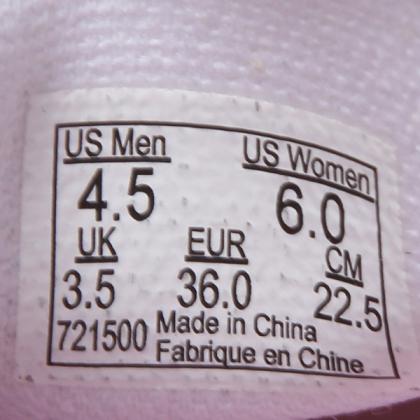 US Men US Women
4.5 6.0
UK EUR CM
3.5 36.0 22.5
721500 Made in China
Fabrique en Chine